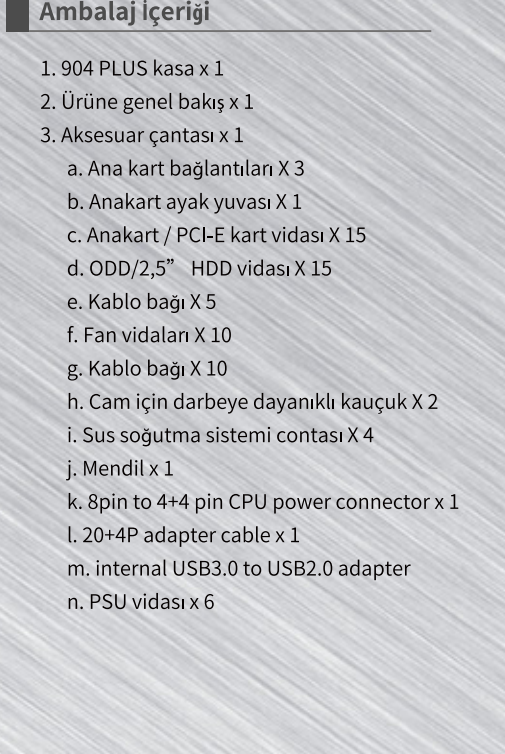 Ambalaj İçeriği
1. 904 PLUS kasa x 1
2. Ürüne genel bakış x 1
3. Aksesuar çantası x 1
a. Ana kart bağlantıları X 3
b. Anakart ayak yuvası X 1
c. Anakart / PCI-E kart vidası X 15
d. ODD/2,5” HDD vidası X 15
e. Kablo bağı X 5
f. Fan vidaları X 10
g. Kablo bağı X 10
h. Cam için darbeye dayanıklı kauçuk X 2
i. Sus soğutma sistemi contası X 4
j. Mendil x 1
k. 8pin to 4+4 pin CPU power connector x 1
l. 20+4P adapter cable x 1
m. internal USB3.0 to USB2.0 adapter
n. PSU vidası x 6